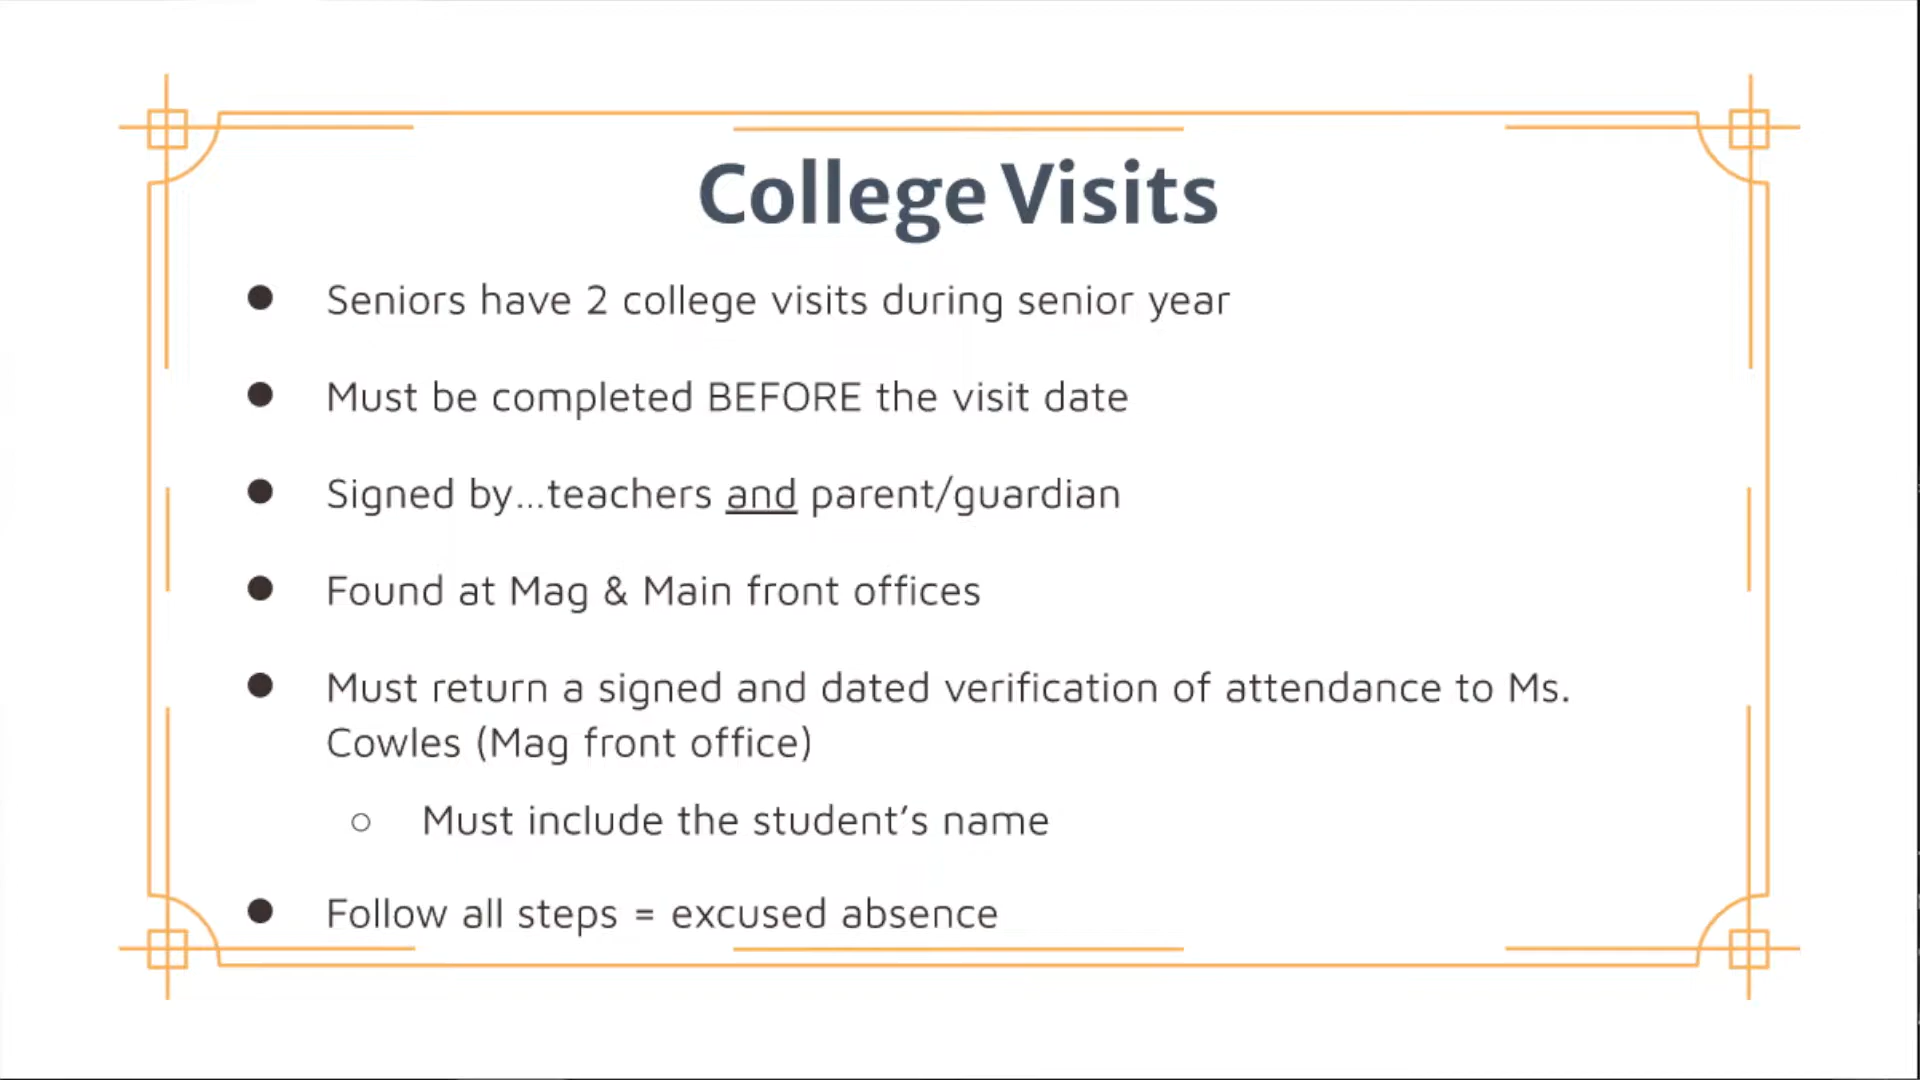 College Visits
● Seniors have 2 college visits during senior year
● Must be completed BEFORE the visit date
● Signed by...teachers and parent/guardian
● Found at Mag & Main front offices
● Must return a signed and dated verification of attendance to Ms.
Cowles (Mag front office)
○ Must include the student’s name
● Follow all steps = excused absence